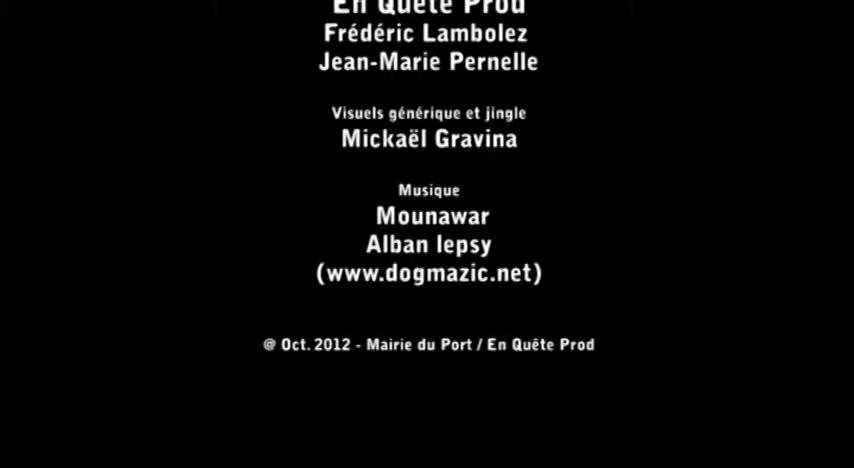 En Quête Prod
Frédéric Lambolez
Jean-Marie Pernelle
Visuels générique et jingle
Mickaël Gravina
Musique
Mounawar
Alban lepsy
(www.dogmazic.net)
@ Oct. 2012 - Mairie du Port / En Quête Prod